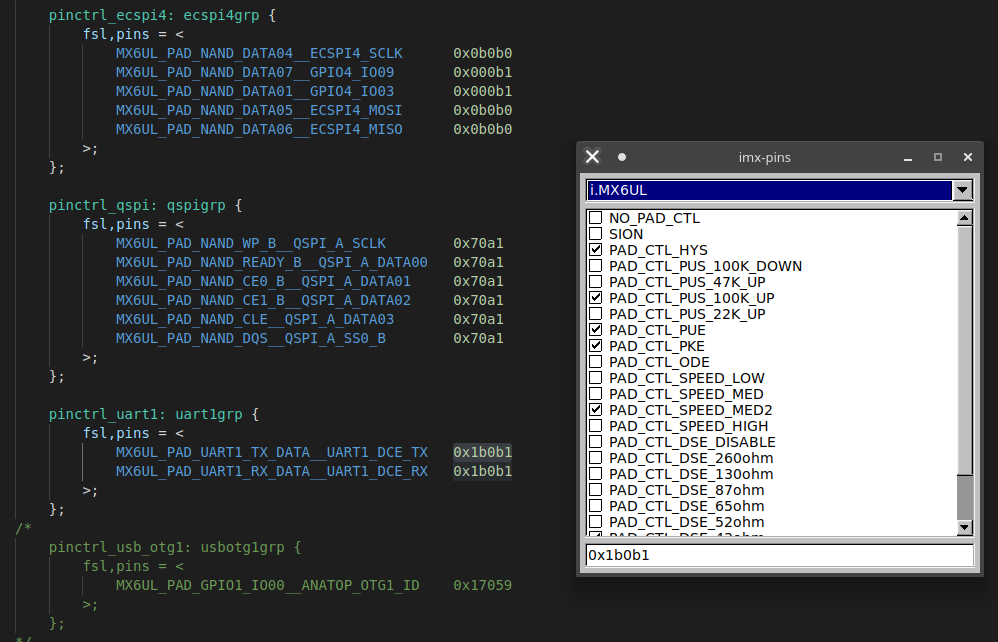 pinctrl_ecspi4: ecspi4grp {
fsl,pins = <
MX6UL_PAD_NAND_DATA04__ECSPI4_SCLK 0x0b0b0
MX6UL_PAD_NAND_DATA07__GPIO4_IO09 0x000b1
MX6UL_PAD_NAND_DATA01__GPIO4_IO03 0x000b1
MX6UL_PAD_NAND_DATA05__ECSPI4_MOSI 0x0b0b0
MX6UL_PAD_NAND_DATA06__ECSPI4_MISO 0x0b0b0
>;
};
pinctrl_qspi: qspigrp {
fsl,pins = <
MX6UL_PAD_NAND_WP_B__QSPI_A_SCLK 0x70a1
MX6UL_PAD_NAND_READY_B__QSPI_A_DATA00 0x70a1
MX6UL_PAD_NAND_CE0_B__QSPI_A_DATA01 0x70a1
MX6UL_PAD_NAND_CE1_B__QSPI_A_DATA02 0x70a1
MX6UL_PAD_NAND_CLE__QSPI_A_DATA03 0x70a1
MX6UL_PAD_NAND_DQS__QSPI_A_SS0_B 0x70a1
>;
};
pinctrl_uart1: uart1grp {
fsl,pins = <
MX6UL_PAD_UART1_TX_DATA__UART1_DCE_TX 0x1b0b1
MX6UL_PAD_UART1_RX_DATA__UART1_DCE_RX 0x1b0b1
>;
};
/*
pinctrl_usb_otg1: usbotg1grp {
fsl,pins = <
MX6UL_PAD_GPIO1_IO00__ANATOP_OTG1_ID 0x17059
>;
};
*/
imx-pins
i.MX6UL
NO_PAD_CTL
SION
PAD_CTL_HYS
PAD_CTL_PUS_100K_DOWN
PAD_CTL_PUS_47K_UP
PAD_CTL_PUS_100K_UP
PAD_CTL_PUS_22K_UP
PAD_CTL_PUE
PAD_CTL_PKE
PAD_CTL_ODE
PAD_CTL_SPEED_LOW
PAD_CTL_SPEED_MED
PAD_CTL_SPEED_MED2
PAD_CTL_SPEED_HIGH
PAD_CTL_DSE_DISABLE
PAD_CTL_DSE_260ohm
PAD_CTL_DSE_130ohm
PAD_CTL_DSE_87ohm
PAD_CTL_DSE_65ohm
PAD_CTL_DSE_52ohm
PAD_CTL_DSE_43ohm
0x1b0b1